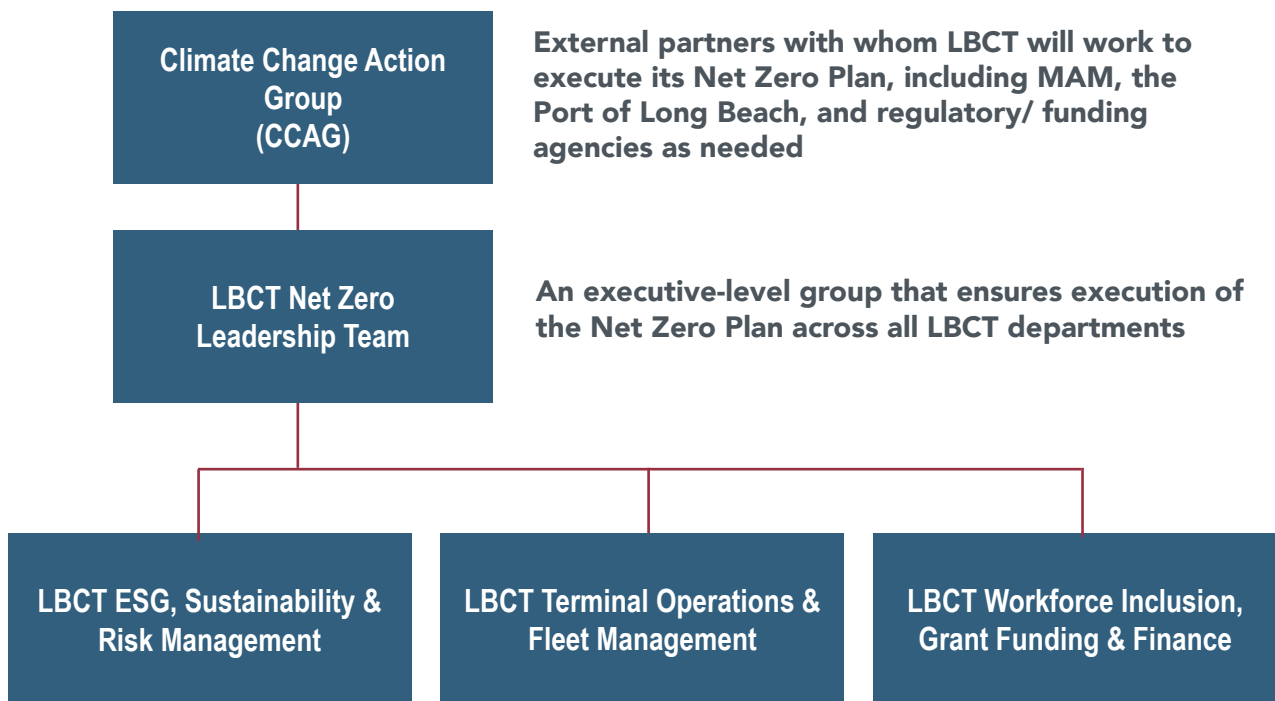 Climate Change Action
Group
(CCAG)
External partners with whom LBCT will work to
execute its Net Zero Plan, including MAM, the
Port of Long Beach, and regulatory/ funding
agencies as needed
LBCT Net Zero
Leadership Team
An executive-level group that ensures execution of
the Net Zero Plan across all LBCT departments
LBCT ESG, Sustainability &
Risk Management
LBCT Terminal Operations &
Fleet Management
LBCT Workforce Inclusion,
Grant Funding & Finance